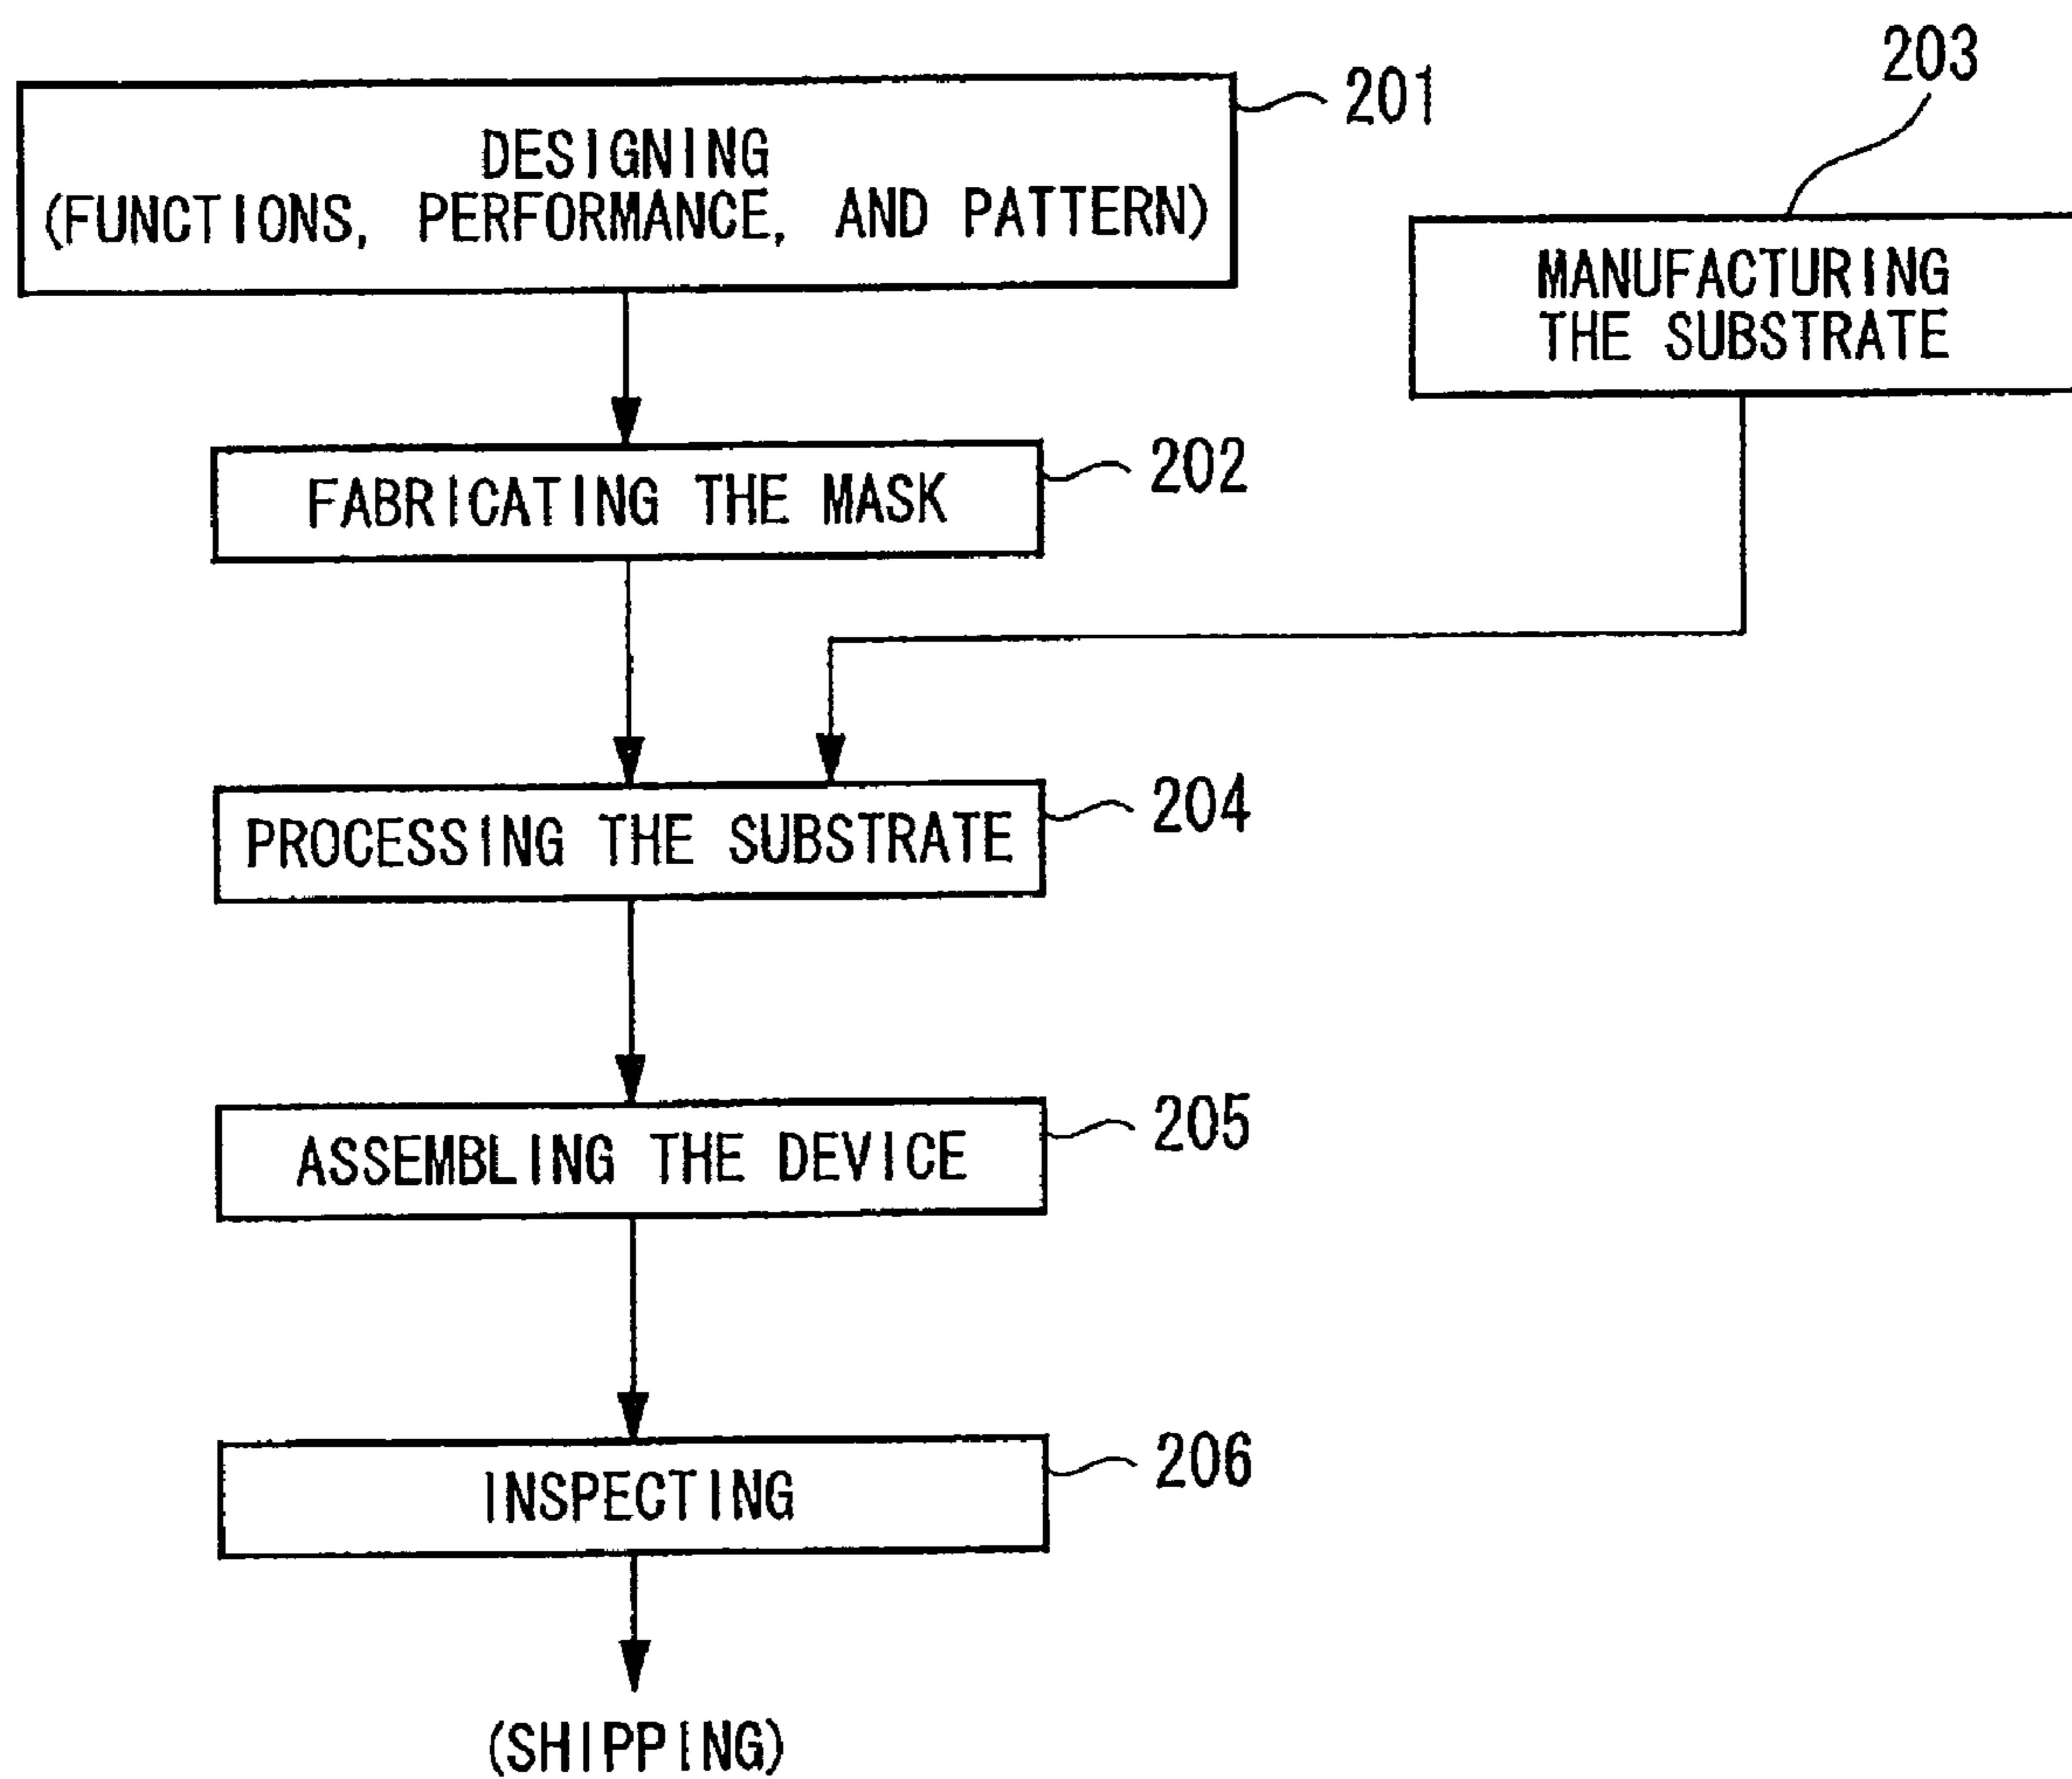 203
201
DESIGNING
(FUNCTIONS, PERFORMANCE, AND PATTERN)
MANUFACTURING
THE SUBSTRATE
202
FABRICATING THE MASK
204
PROCESSING THE SUBSTRATE
205
ASSEMBLING THE DEVICE
206
INSPECTING
(SHIPPING)